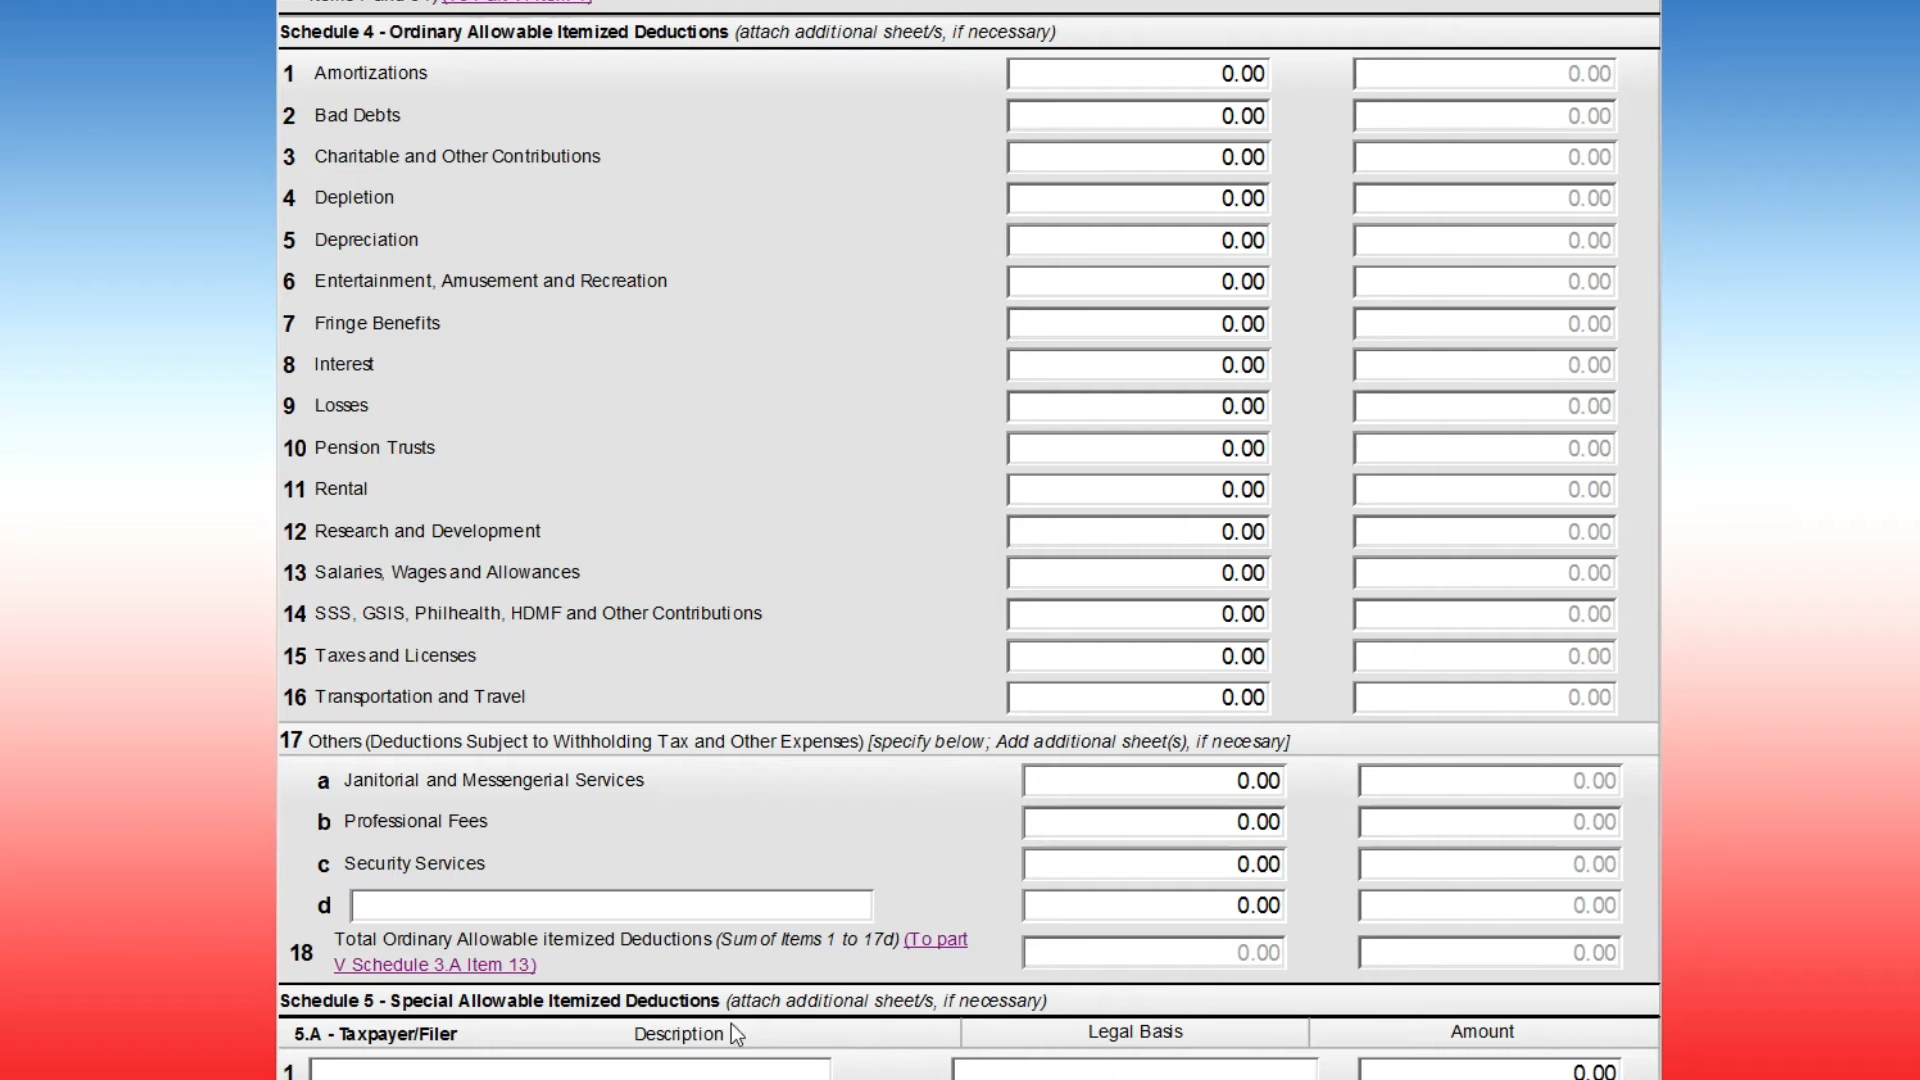 Schedule 4 - Ordinary Allowable Itemized Deductions (attach additional sheet/s, if necessary)
1 Amortizations 0.00 0.00
2 Bad Debts 0.00 0.00
3 Charitable and Other Contributions 0.00 0.00
4 Depletion 0.00 0.00
5 Depreciation 0.00 0.00
6 Entertainment, Amusement and Recreation 0.00 0.00
7 Fringe Benefits 0.00 0.00
8 Interest 0.00 0.00
9 Losses 0.00 0.00
10 Pension Trusts 0.00 0.00
11 Rental 0.00 0.00
12 Research and Development 0.00 0.00
13 Salaries, Wages and Allowances 0.00 0.00
14 SSS, GSIS, Philhealth, HDMF and Other Contributions 0.00 0.00
15 Taxes and Licenses 0.00 0.00
16 Transportation and Travel 0.00 0.00
17 Others (Deductions Subject to Withholding Tax and Other Expenses) [specify below; Add additional sheet(s), if necesary]
a Janitorial and Messengerial Services 0.00 0.00
b Professional Fees 0.00 0.00
c Security Services 0.00 0.00
d 0.00 0.00
18 Total Ordinary Allowable itemized Deductions (Sum of Items 1 to 17d) (To part
V Schedule 3.A Item 13) 0.00 0.00
Schedule 5 - Special Allowable Itemized Deductions (attach additional sheet/s, if necessary)
5.A - Taxpayer/Filer Description Legal Basis Amount
1 0.00